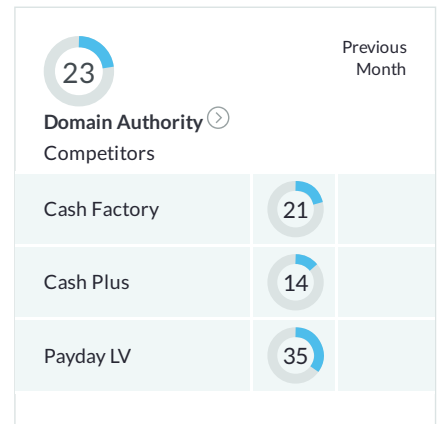 23
Previous
Month
Domain Authority
Competitors
Cash Factory 21
Cash Plus 14
Payday LV 35